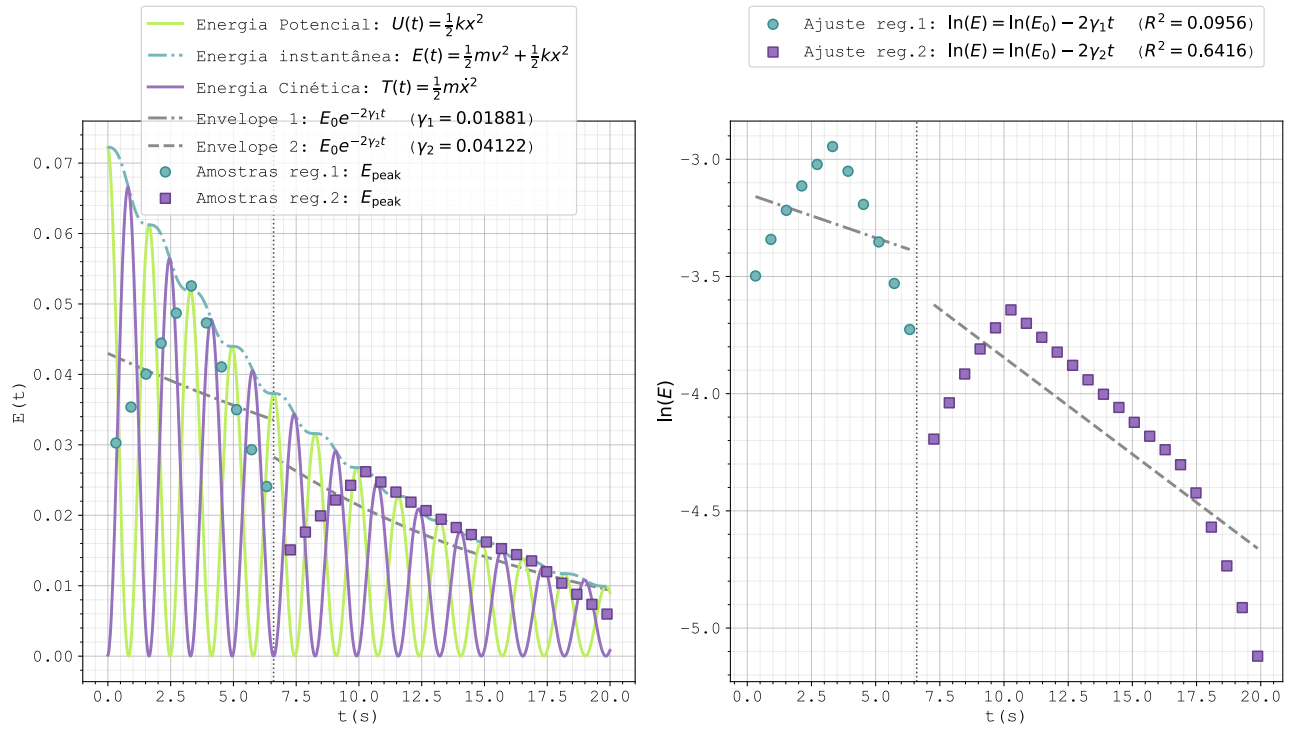 Energia Potencial: U(t) = ½kx²
Energia instantânea: E(t) = ½mv² + ½kx²
Energia Cinética: T(t) = ½mẋ²
Envelope 1: E₀e^{−2γ₁t} (γ₁ = 0.01881)
Envelope 2: E₀e^{−2γ₂t} (γ₂ = 0.04122)
Amostras reg.1: E_peak
Amostras reg.2: E_peak
0.07
0.06
0.05
0.04
0.03
0.02
0.01
0.00
E(t)
0.0 2.5 5.0 7.5 10.0 12.5 15.0 17.5 20.0
t(s)
Ajuste reg.1: ln(E) = ln(E₀) − 2γ₁t (R² = 0.0956)
Ajuste reg.2: ln(E) = ln(E₀) − 2γ₂t (R² = 0.6416)
−3.0
−3.5
−4.0
−4.5
−5.0
ln(E)
0.0 2.5 5.0 7.5 10.0 12.5 15.0 17.5 20.0
t(s)